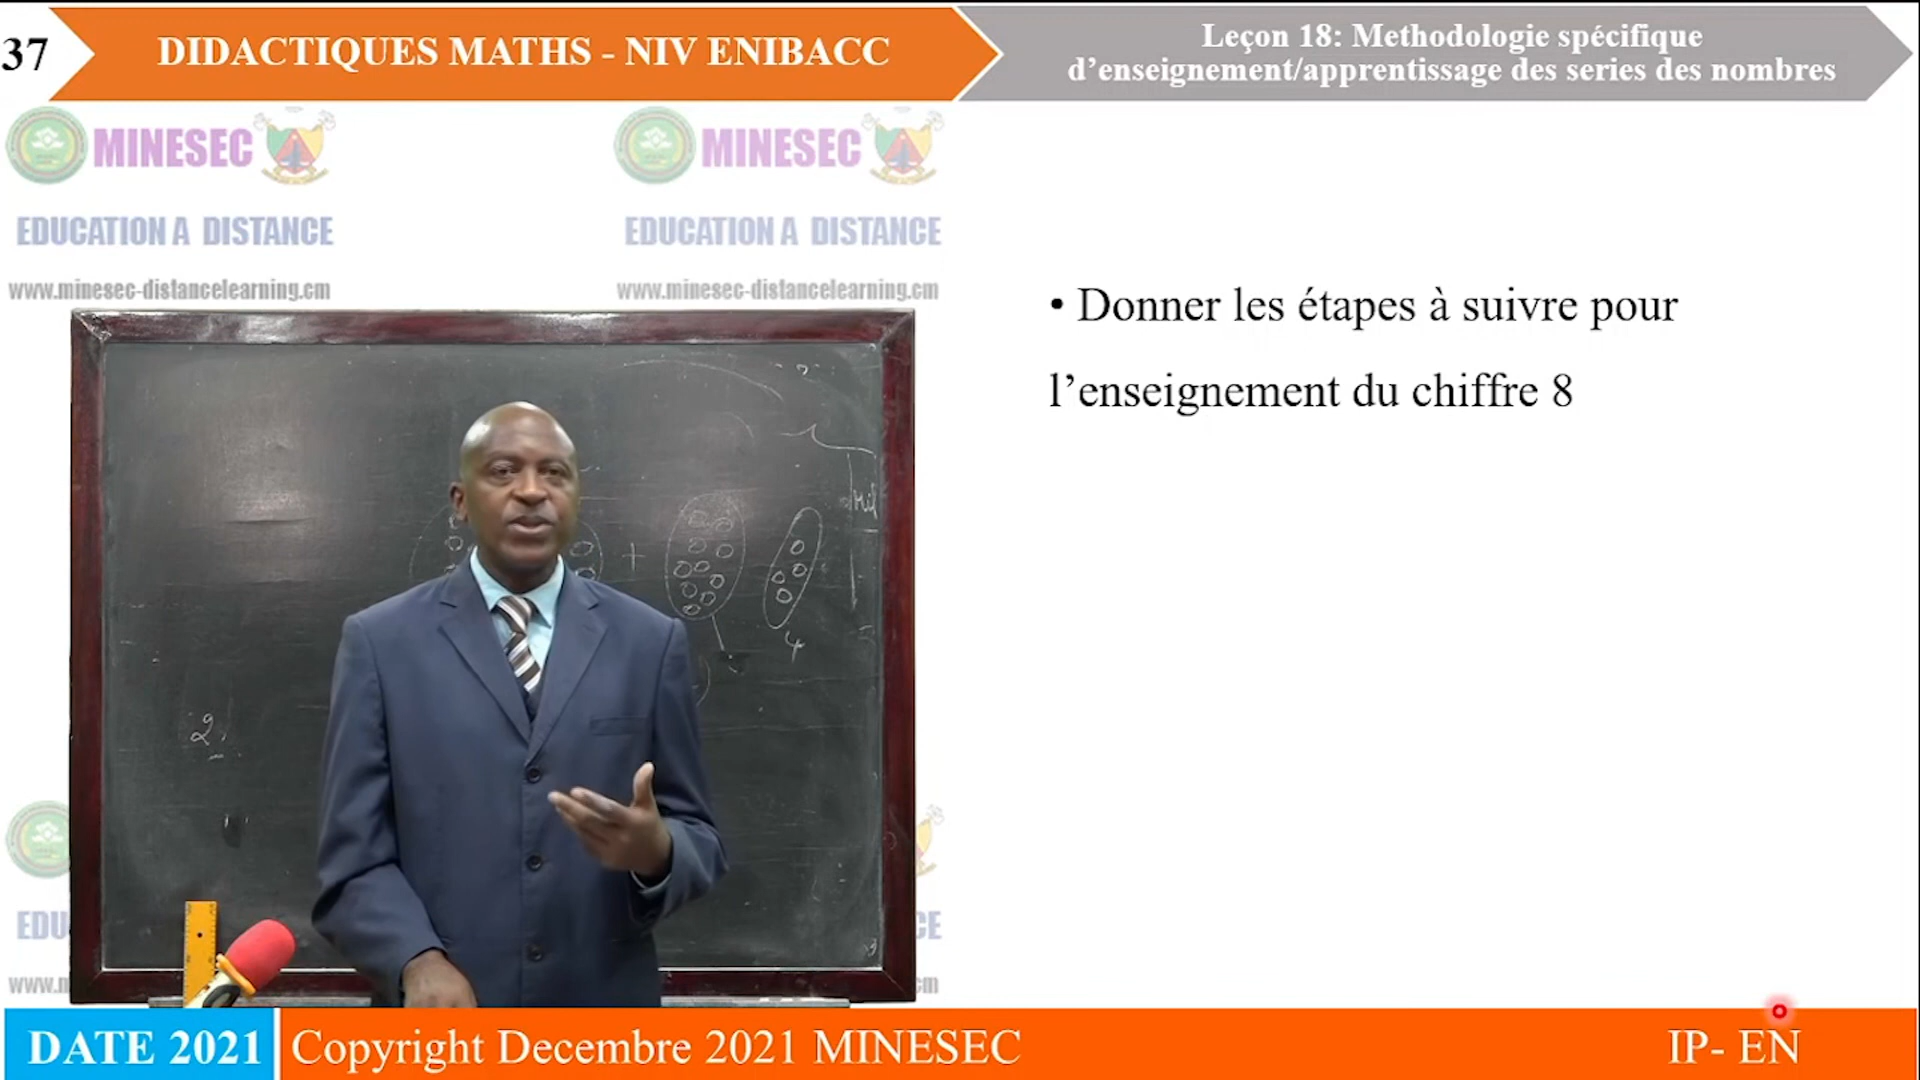 37
DIDACTIQUES MATHS - NIV ENIBACC
Leçon 18: Methodologie spécifique
d’enseignement/apprentissage des series des nombres
MINESEC
MINESEC
EDUCATION A DISTANCE
EDUCATION A DISTANCE
www.minesec-distancelearning.cm
www.minesec-distancelearning.cm
• Donner les étapes à suivre pour
l’enseignement du chiffre 8
+
4
2
DATE 2021
Copyright Decembre 2021 MINESEC
IP- EN